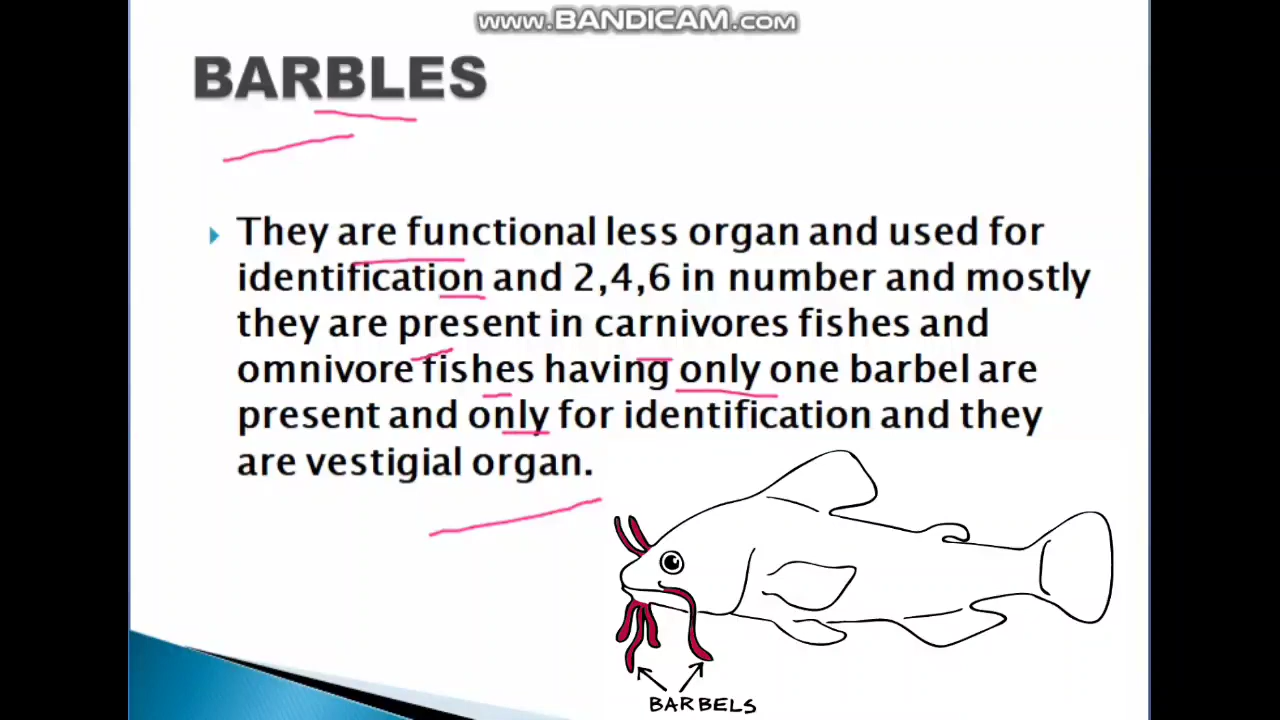 www.BANDICAM.com
BARBLES
They are functional less organ and used for
identification and 2,4,6 in number and mostly
they are present in carnivores fishes and
omnivore fishes having only one barbel are
present and only for identification and they
are vestigial organ.
BARBELS